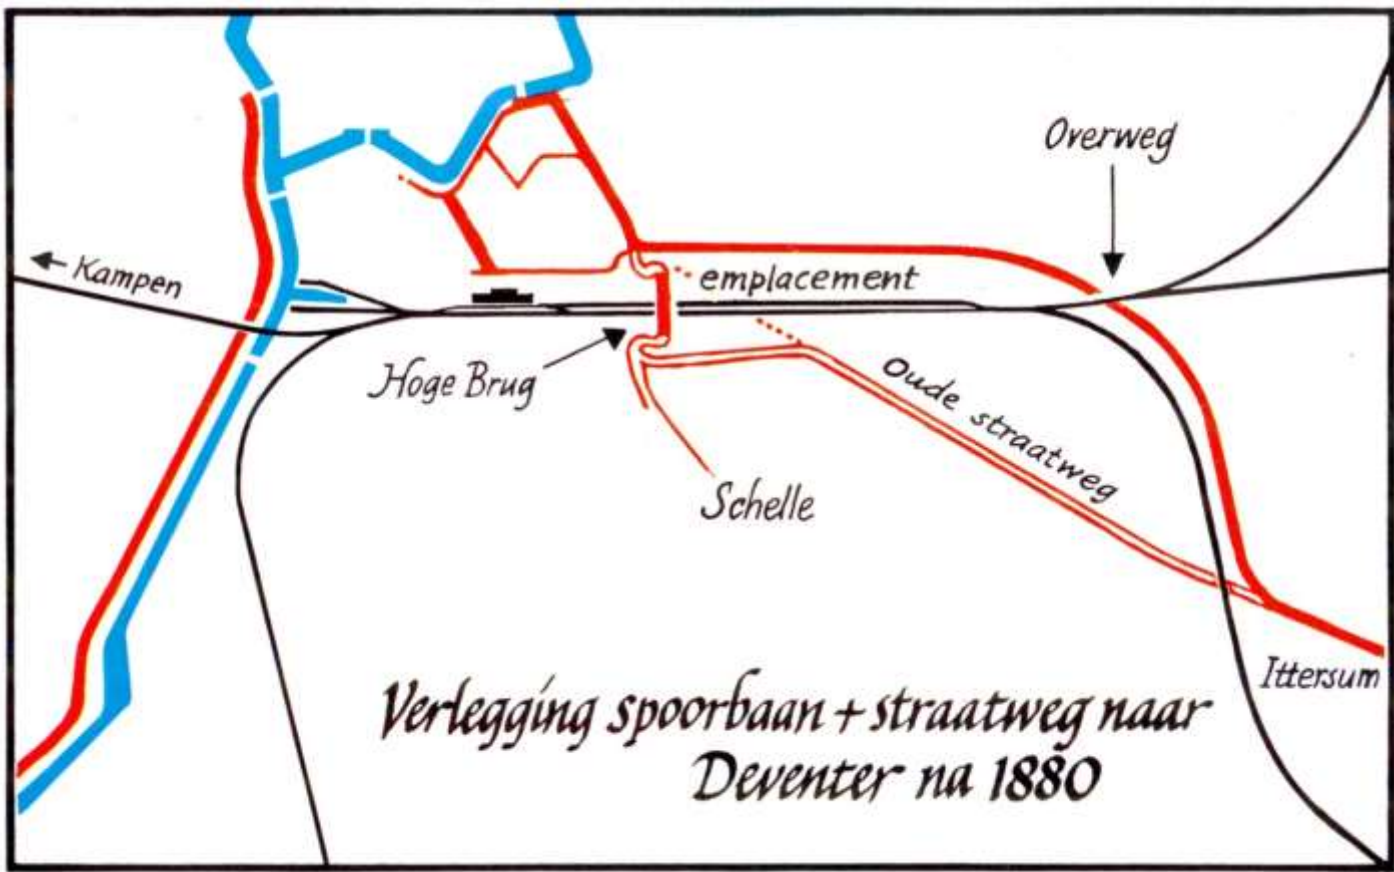 Overweg
Kampen
emplacement
Hoge Brug
Oude straatweg
Schelle
Ittersum
Verlegging spoorbaan + straatweg naar
Deventer na 1880